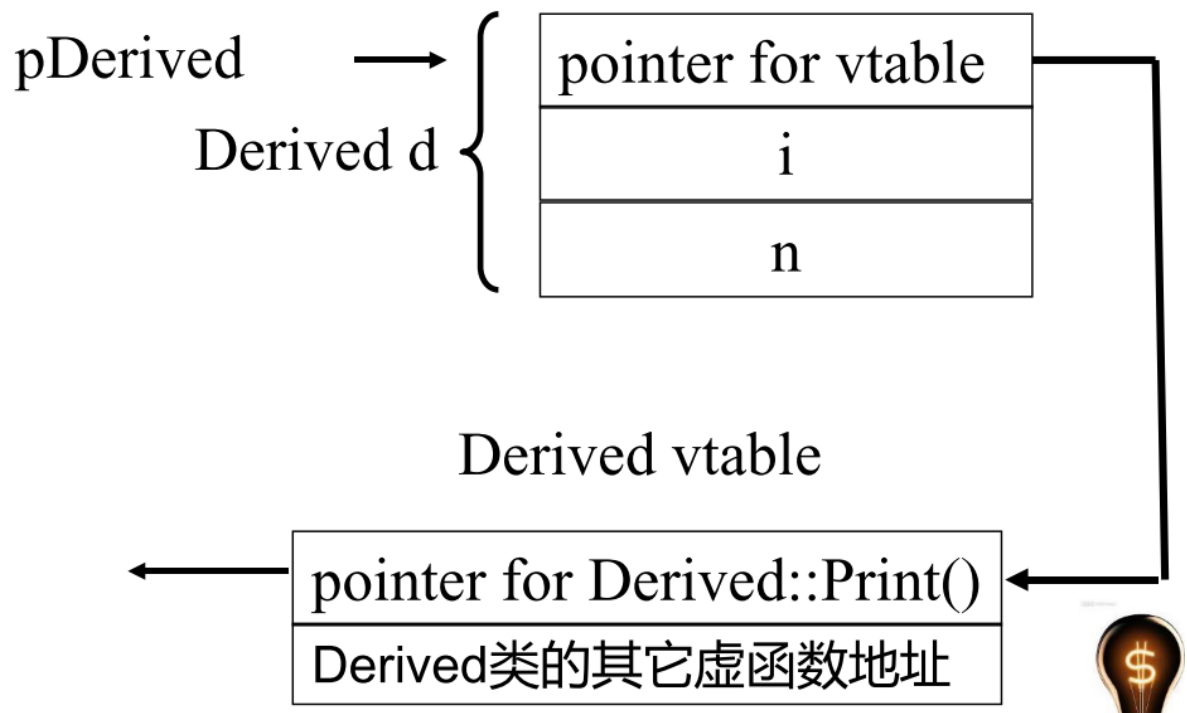 pDerived
pointer for vtable
Derived d
i
n
Derived vtable
pointer for Derived::Print()
Derived类的其它虚函数地址
$